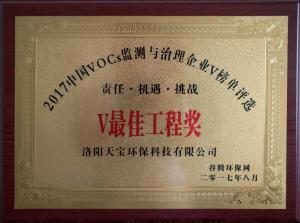 2017中国VOCs监测与治理企业V榜单评选
责任·机遇·挑战
V最佳工程奖
洛阳天宝环保科技有限公司
谷腾环保网
二零一七年八月